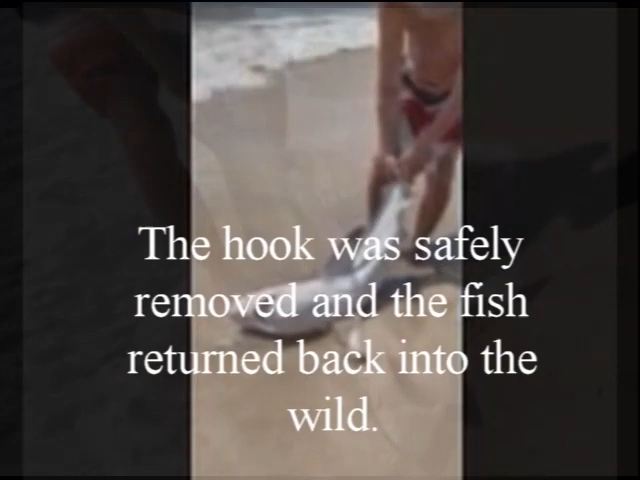 The hook was safely
removed and the fish
returned back into the
wild.